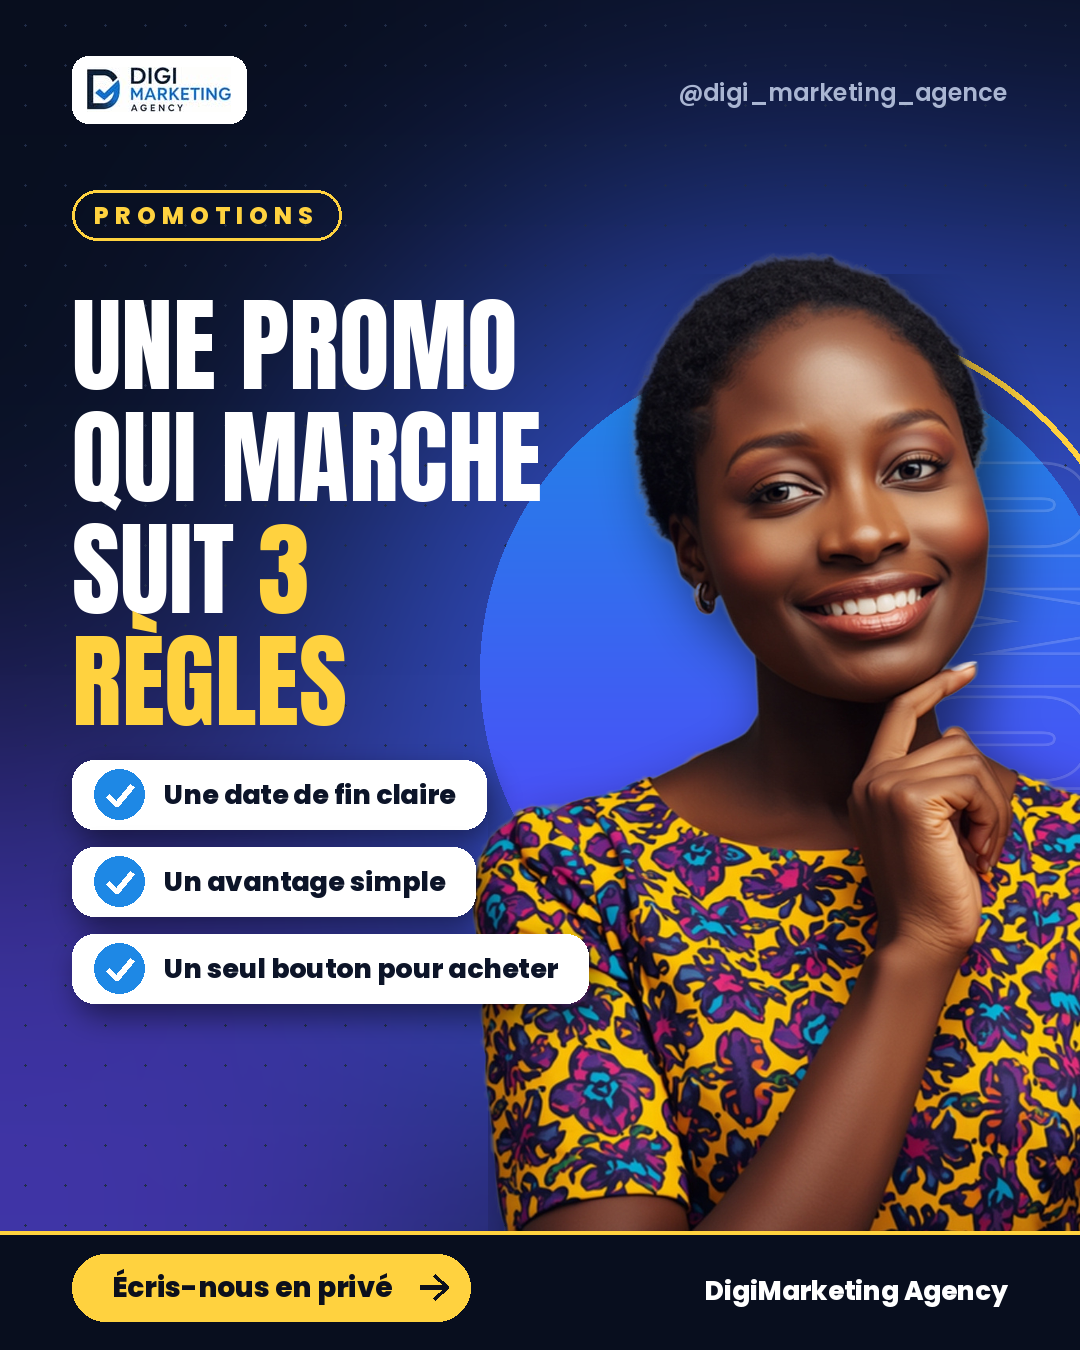 DIGI
MARKETING
AGENCY
@digi_marketing_agence
PROMOTIONS
UNE PROMO
QUI MARCHE
SUIT 3
RÈGLES
Une date de fin claire
Un avantage simple
Un seul bouton pour acheter
Écris-nous en privé
DigiMarketing Agency